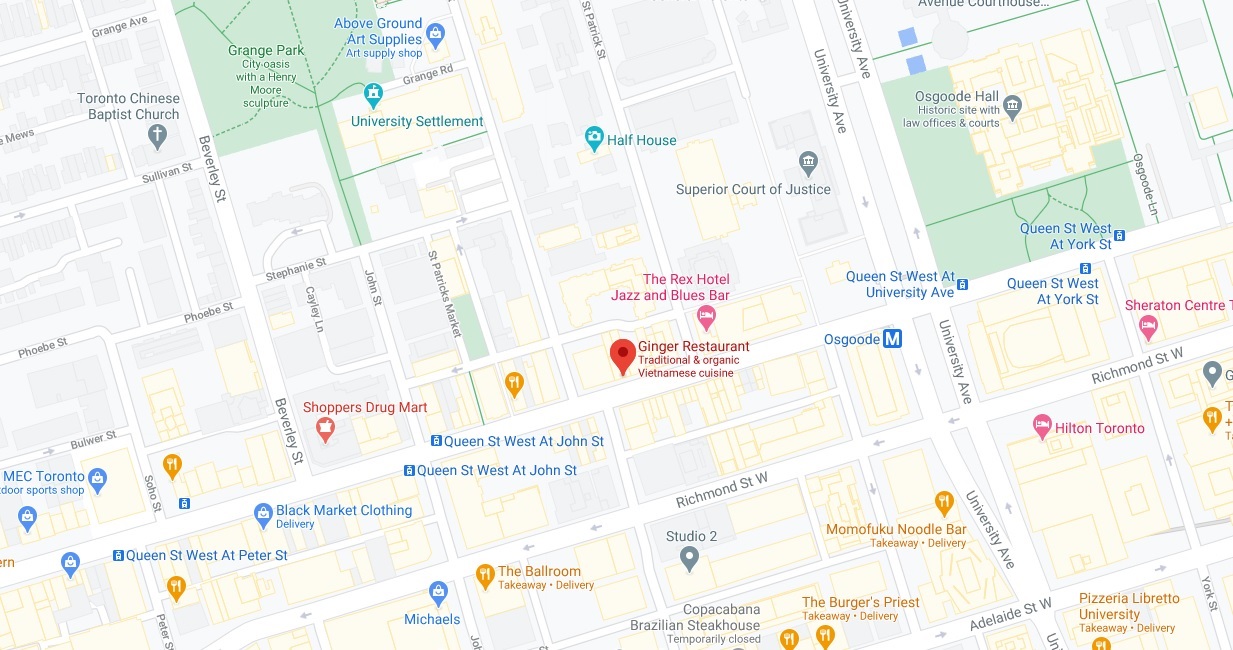 Avenue Courthouse...
Grange Ave
Above Ground
Art Supplies
Art supply shop
St Patrick St
University Ave
University Ave
Grange Park
City oasis
with a Henry
Moore
sculpture
Grange Rd
Toronto Chinese
Baptist Church
University Settlement
Osgoode Hall
Historic site with
law offices & courts
e Mews
Beverley St
Half House
Sullivan St
Superior Court of Justice
Osgoode Ln
Queen St West
At York St
Stephanie St
St Patricks Market
John St
The Rex Hotel
Jazz and Blues Bar
Queen St West At
University Ave
Queen St West
At York St
Cayley Ln
Phoebe St
Phoebe St
Sheraton Centre T
Osgoode
M
Ginger Restaurant
Traditional & organic
Vietnamese cuisine
University Ave
Richmond St W
G
Shoppers Drug Mart
Beverley St
Bulwer St
Queen St West At John St
Hilton Toronto
T
+
Ta
MEC Toronto
tdoor sports shop
Queen St West At John St
Soho St
Richmond St W
Black Market Clothing
Delivery
University Ave
Momofuku Noodle Bar
Takeaway • Delivery
Studio 2
ern
Queen St West At Peter St
The Ballroom
Takeaway • Delivery
Michaels
Copacabana
Brazilian Steakhouse
Temporarily closed
The Burger's Priest
Takeaway • Delivery
Adelaide St W
Pizzeria Libretto
University
Takeaway • Delivery
York St
Peter S
Joh
Un